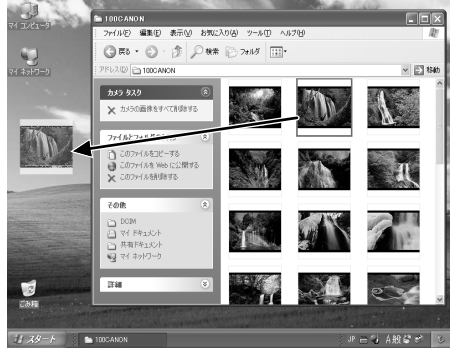 マイ コンピュータ
マイ ネットワーク
ごみ箱
100CANON
ファイル(F) 編集(E) 表示(V) お気に入り(A) ツール(T) ヘルプ(H)
戻る 検索 フォルダ
アドレス(D) 100CANON 移動
カメラ タスク
カメラの画像をすべて削除する
ファイルとフォルダの
このファイルをコピーする
このファイルを Web に公開する
このファイルを削除する
その他
DCIM
マイ ドキュメント
共有ドキュメント
マイ ネットワーク
詳細
スタート 100CANON JP A 般